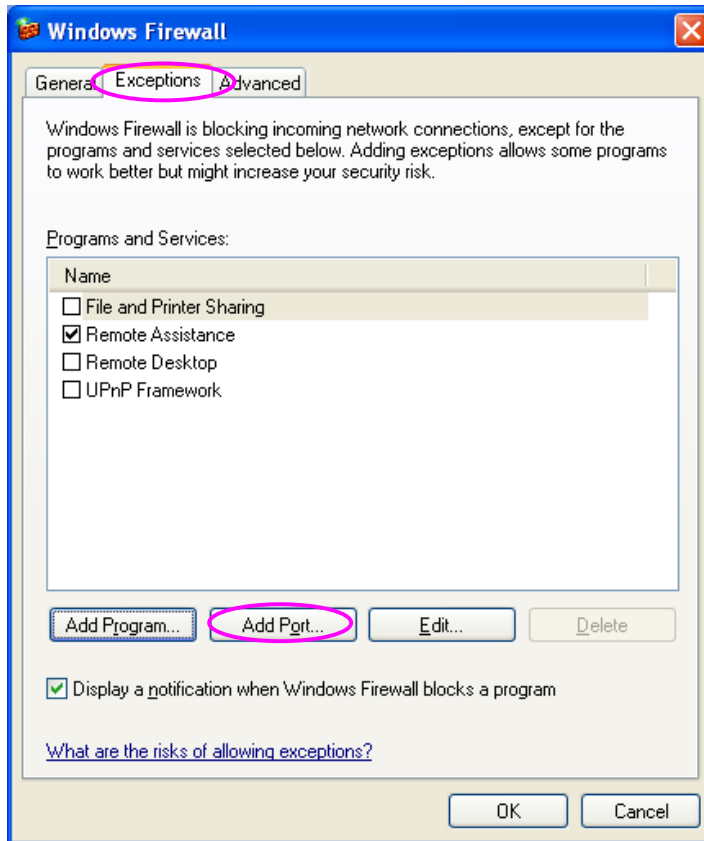 Windows Firewall
General Exceptions Advanced
Windows Firewall is blocking incoming network connections, except for the
programs and services selected below. Adding exceptions allows some programs
to work better but might increase your security risk.
Programs and Services:
Name
File and Printer Sharing
Remote Assistance
Remote Desktop
UPnP Framework
Add Program... Add Port... Edit... Delete
Display a notification when Windows Firewall blocks a program
What are the risks of allowing exceptions?
OK Cancel